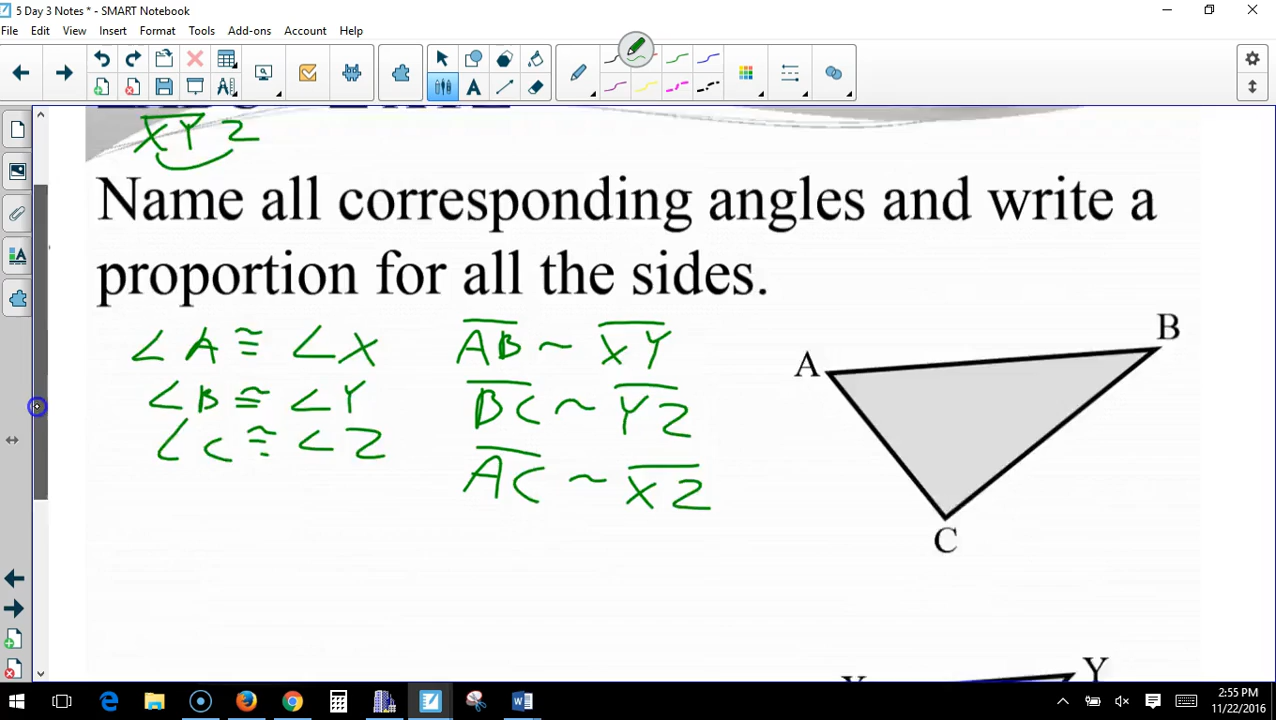 5 Day 3 Notes * - SMART Notebook
File Edit View Insert Format Tools Add-ons Account Help
XYZ
Name all corresponding angles and write a
proportion for all the sides.
∠A ≅ ∠X
∠B ≅ ∠Y
∠C ≅ ∠Z
AB ~ XY
BC ~ YZ
AC ~ XZ
B
A
C
Y
2:55 PM
11/22/2016